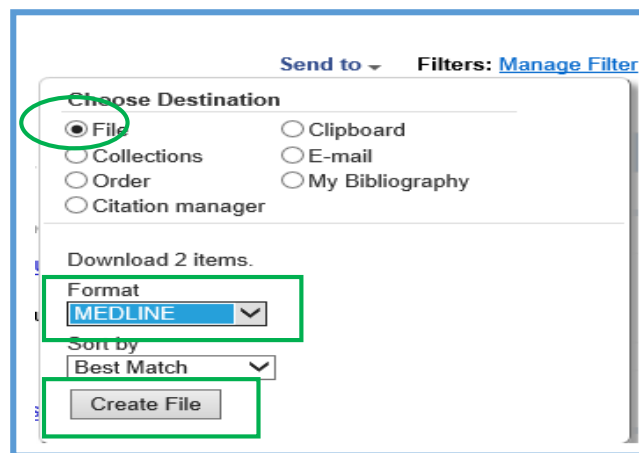 Send to Filters: Manage Filter
Choose Destination
File Clipboard
Collections E-mail
Order My Bibliography
Citation manager
Download 2 items.
Format
MEDLINE
Sort by
Best Match
Create File